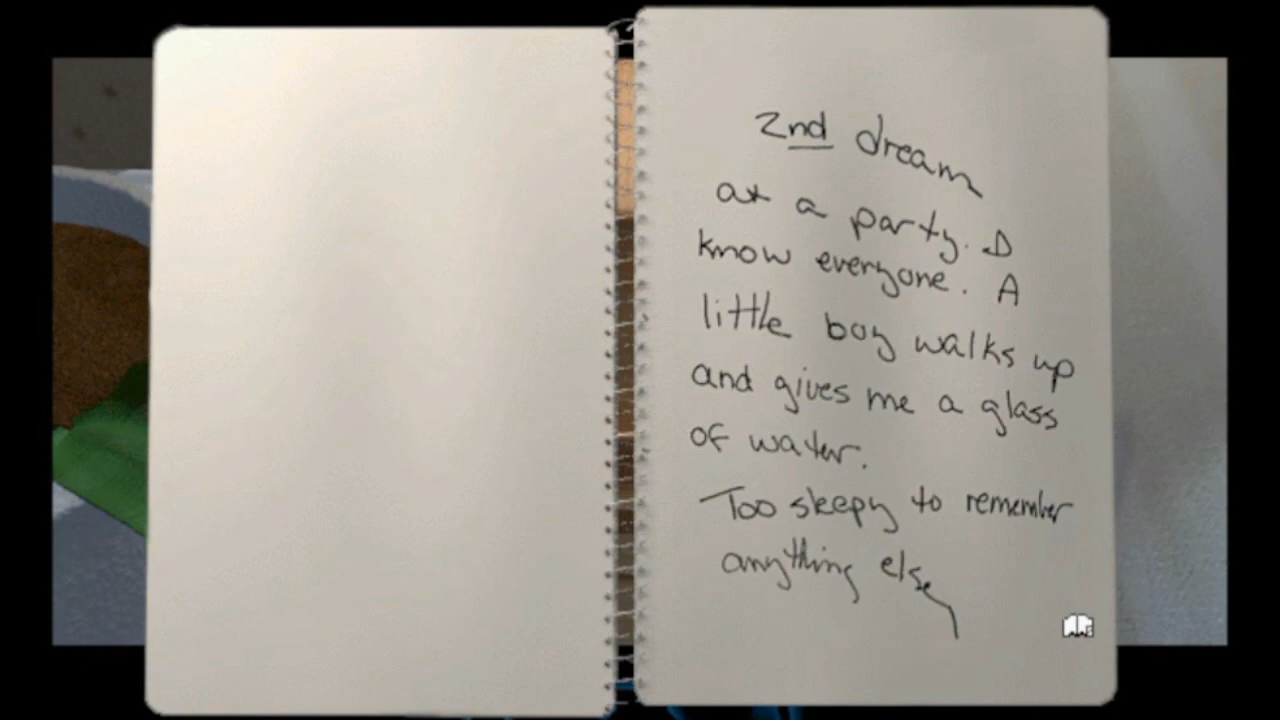 2nd dream
at a party. I
know everyone. A
little boy walks up
and gives me a glass
of water.
Too sleepy to remember
anything else